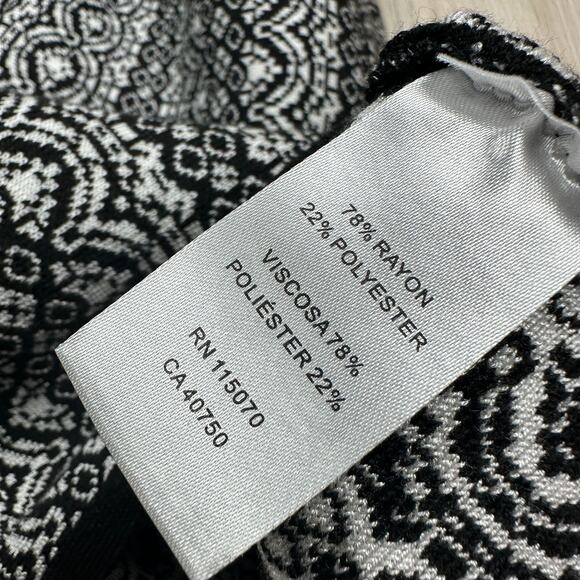 78% RAYON
22% POLYESTER
VISCOSA 78%
POLIÉSTER 22%
RN 115070
CA 40750